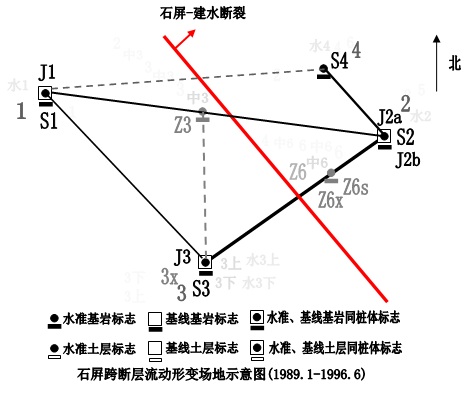 石屏-建水断裂
北
水4
S4 4
J1
水1
1
S1
中3
Z3
J2a 2
S2
水2
J2b
中6
Z6
Z6s
Z6x
J3
3x
3
S3
3上 水3上
3下 水3下
3下
3上
水准基岩标志 基线基岩标志 水准、基线基岩同桩体标志
水准土层标志 基线土层标志 水准、基线土层同桩体标志
石屏跨断层流动形变场地示意图(1989.1-1996.6)